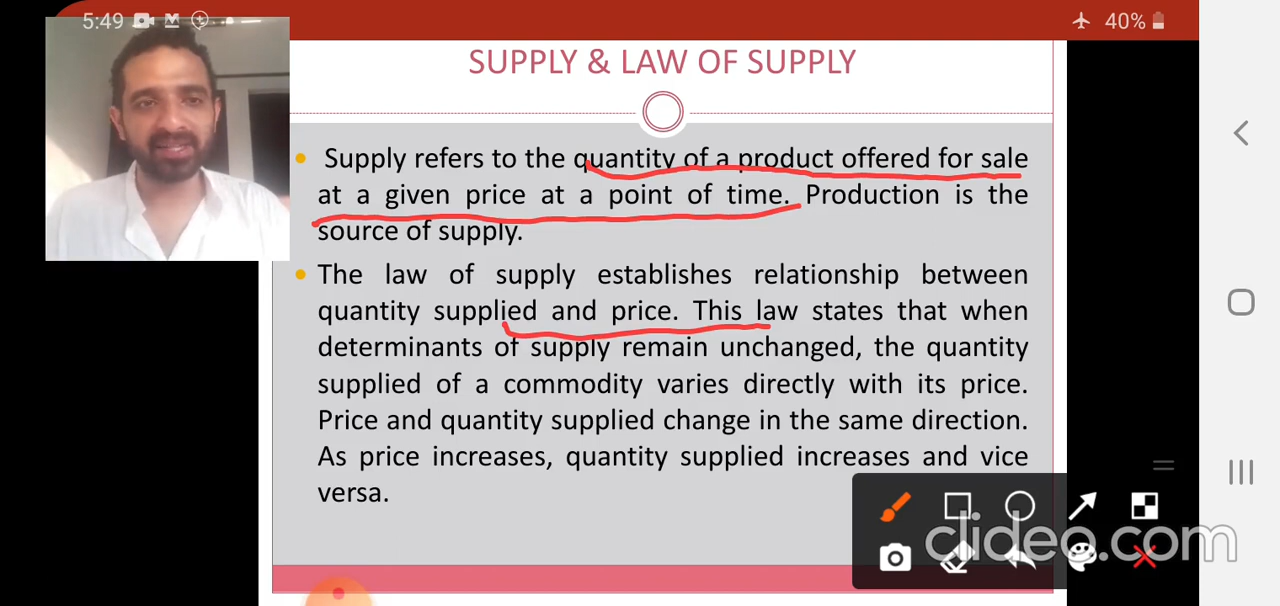 5:49
40%
SUPPLY & LAW OF SUPPLY
Supply refers to the quantity of a product offered for sale
at a given price at a point of time. Production is the
source of supply.
The law of supply establishes relationship between
quantity supplied and price. This law states that when
determinants of supply remain unchanged, the quantity
supplied of a commodity varies directly with its price.
Price and quantity supplied change in the same direction.
As price increases, quantity supplied increases and vice
versa.
clideo.com